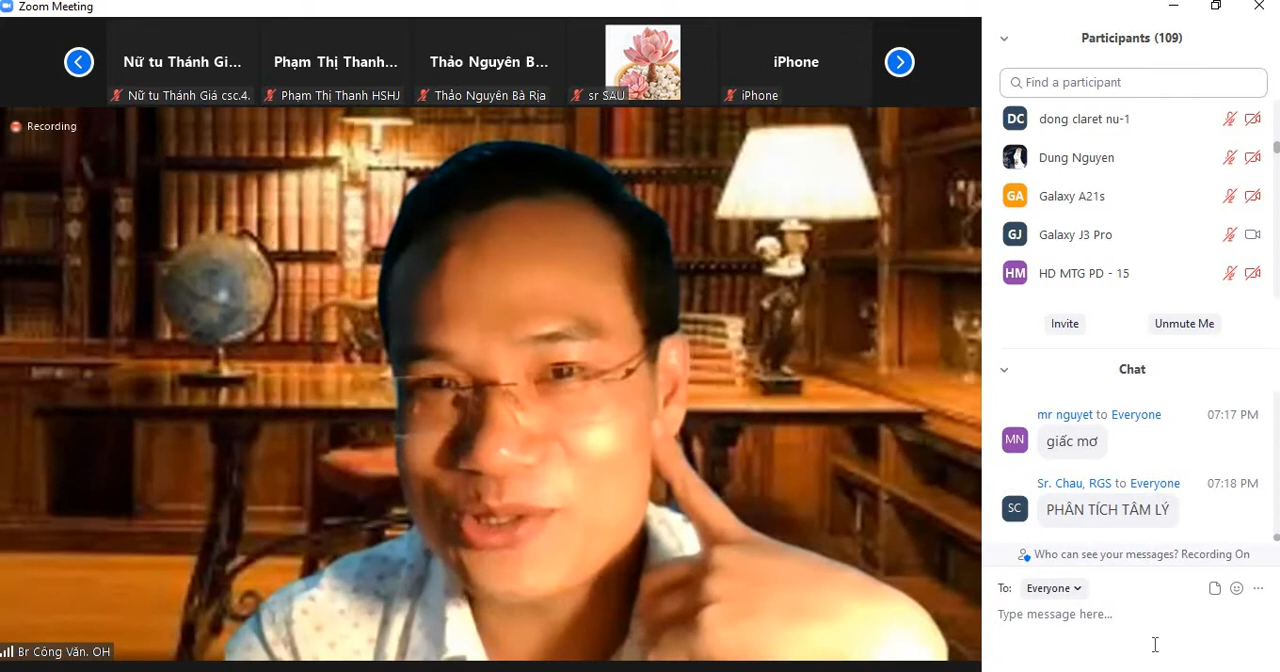 Zoom Meeting
Nữ tu Thánh Gi...
Phạm Thị Thanh...
Thảo Nguyên B...
iPhone
Nữ tu Thánh Giá csc.4.
Phạm Thị Thanh HSHJ
Thảo Nguyên Bà Rịa
sr SAU
iPhone
Recording
Br Công Văn. OH
Participants (109)
Find a participant
DC dong claret nu-1
Dung Nguyen
GA Galaxy A21s
GJ Galaxy J3 Pro
HM HD MTG PD - 15
Invite
Unmute Me
Chat
mr nguyet to Everyone 07:17 PM
MN giấc mơ
Sr. Chau, RGS to Everyone 07:18 PM
SC PHÂN TÍCH TÂM LÝ
Who can see your messages? Recording On
To: Everyone
Type message here...